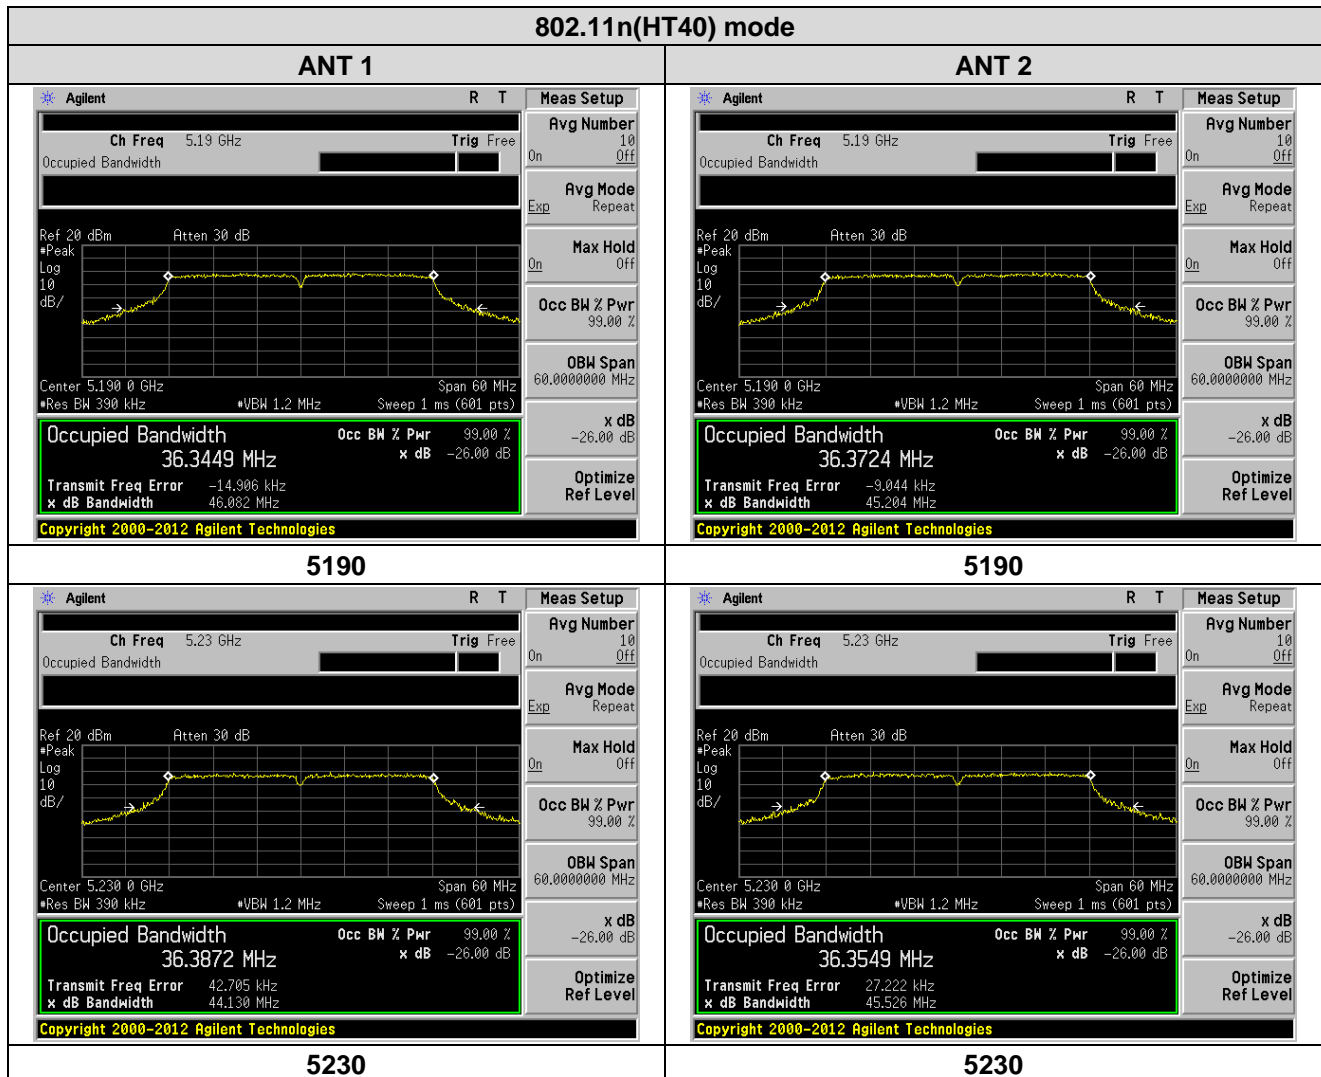 802.11n(HT40) mode
ANT 1
ANT 2
Agilent R T Meas Setup
Ch Freq 5.19 GHz Trig Free
Occupied Bandwidth
Avg Number
10
On Off
Avg Mode
Exp Repeat
Ref 20 dBm Atten 30 dB
#Peak
Log
10
dB/
Max Hold
On Off
Occ BW % Pwr
99.00 %
OBW Span
60.0000000 MHz
Center 5.190 0 GHz Span 60 MHz
#Res BW 390 kHz #VBW 1.2 MHz Sweep 1 ms (601 pts)
x dB
-26.00 dB
Occupied Bandwidth Occ BW % Pwr 99.00 %
36.3449 MHz x dB -26.00 dB
Transmit Freq Error -14.906 kHz
x dB Bandwidth 46.082 MHz
Optimize
Ref Level
Copyright 2000-2012 Agilent Technologies
Agilent R T Meas Setup
Ch Freq 5.19 GHz Trig Free
Occupied Bandwidth
Avg Number
10
On Off
Avg Mode
Exp Repeat
Ref 20 dBm Atten 30 dB
#Peak
Log
10
dB/
Max Hold
On Off
Occ BW % Pwr
99.00 %
OBW Span
60.0000000 MHz
Center 5.190 0 GHz Span 60 MHz
#Res BW 390 kHz #VBW 1.2 MHz Sweep 1 ms (601 pts)
x dB
-26.00 dB
Occupied Bandwidth Occ BW % Pwr 99.00 %
36.3724 MHz x dB -26.00 dB
Transmit Freq Error -9.044 kHz
x dB Bandwidth 45.204 MHz
Optimize
Ref Level
Copyright 2000-2012 Agilent Technologies
5190
5190
Agilent R T Meas Setup
Ch Freq 5.23 GHz Trig Free
Occupied Bandwidth
Avg Number
10
On Off
Avg Mode
Exp Repeat
Ref 20 dBm Atten 30 dB
#Peak
Log
10
dB/
Max Hold
On Off
Occ BW % Pwr
99.00 %
OBW Span
60.0000000 MHz
Center 5.230 0 GHz Span 60 MHz
#Res BW 390 kHz #VBW 1.2 MHz Sweep 1 ms (601 pts)
x dB
-26.00 dB
Occupied Bandwidth Occ BW % Pwr 99.00 %
36.3872 MHz x dB -26.00 dB
Transmit Freq Error 42.705 kHz
x dB Bandwidth 44.130 MHz
Optimize
Ref Level
Copyright 2000-2012 Agilent Technologies
Agilent R T Meas Setup
Ch Freq 5.23 GHz Trig Free
Occupied Bandwidth
Avg Number
10
On Off
Avg Mode
Exp Repeat
Ref 20 dBm Atten 30 dB
#Peak
Log
10
dB/
Max Hold
On Off
Occ BW % Pwr
99.00 %
OBW Span
60.0000000 MHz
Center 5.230 0 GHz Span 60 MHz
#Res BW 390 kHz #VBW 1.2 MHz Sweep 1 ms (601 pts)
x dB
-26.00 dB
Occupied Bandwidth Occ BW % Pwr 99.00 %
36.3549 MHz x dB -26.00 dB
Transmit Freq Error 27.222 kHz
x dB Bandwidth 45.526 MHz
Optimize
Ref Level
Copyright 2000-2012 Agilent Technologies
5230
5230